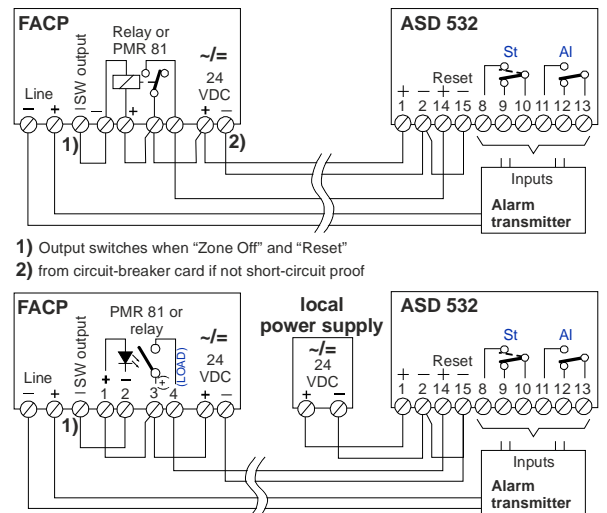 FACP
Relay or
PMR 81
SW output
~/=
24
VDC
Line
– + – + + –
1)
2)
ASD 532
St
Al
Reset
+ – + –
1 2 14 15 8 9 10 11 12 13
Inputs
Alarm
transmitter
1) Output switches when "Zone Off" and "Reset"
2) from circuit-breaker card if not short-circuit proof
FACP
PMR 81 or
relay
SW output
~/=
24
VDC
Line
(+)
(LOAD)
– + + –
1 2 3 4
+ –
1)
local
power supply
~/=
24
VDC
+ –
ASD 532
St
Al
Reset
+ – + –
1 2 14 15 8 9 10 11 12 13
Inputs
Alarm
transmitter